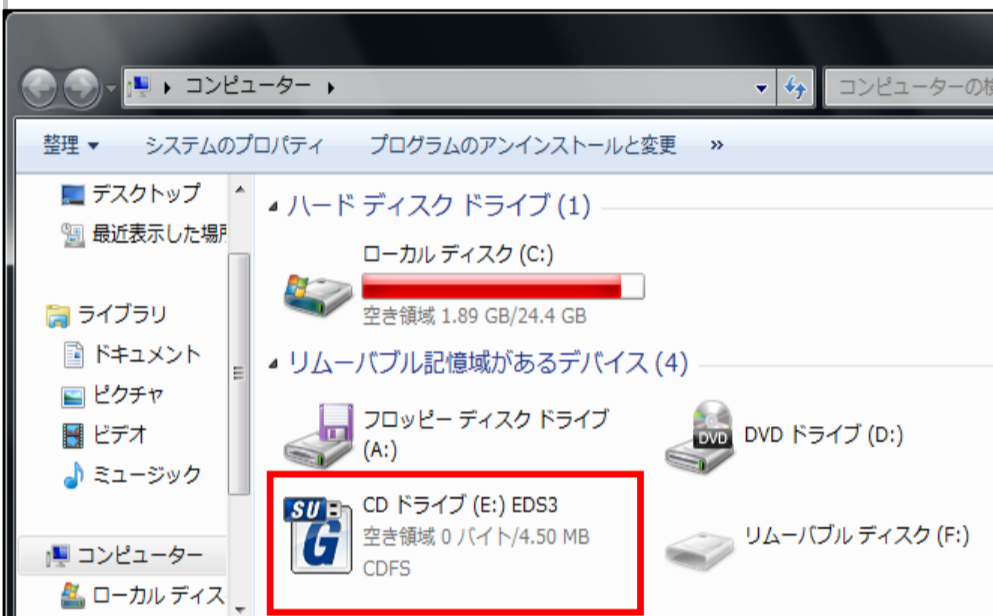 コンピューター
コンピューターの検
整理
システムのプロパティ
プログラムのアンインストールと変更
»
デスクトップ
最近表示した場所
ライブラリ
ドキュメント
ピクチャ
ビデオ
ミュージック
コンピューター
ローカル ディス
ハード ディスク ドライブ (1)
ローカル ディスク (C:)
空き領域 1.89 GB/24.4 GB
リムーバブル記憶域があるデバイス (4)
フロッピー ディスク ドライブ
(A:)
DVD
DVD ドライブ (D:)
SU
G
CD ドライブ (E:) EDS3
空き領域 0 バイト/4.50 MB
CDFS
リムーバブル ディスク (F:)